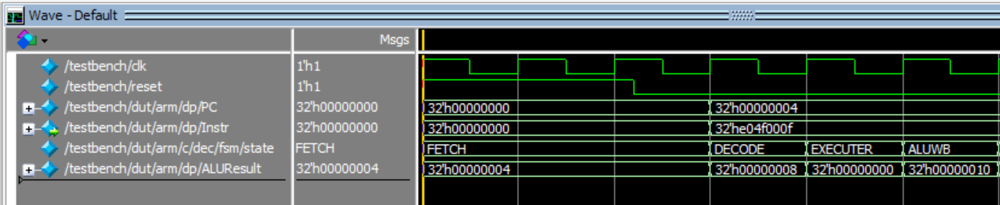 Wave - Default
Msgs
/testbench/clk 1'h1
/testbench/reset 1'h1
/testbench/dut/arm/dp/PC 32'h00000000 32'h00000000 32'h00000004
/testbench/dut/arm/dp/Instr 32'h00000000 32'h00000000 32'he04f000f
/testbench/dut/arm/c/dec/fsm/state FETCH FETCH DECODE EXECUTER ALUWB
/testbench/dut/arm/dp/ALUResult 32'h00000004 32'h00000004 32'h00000008 32'h00000000 32'h00000010